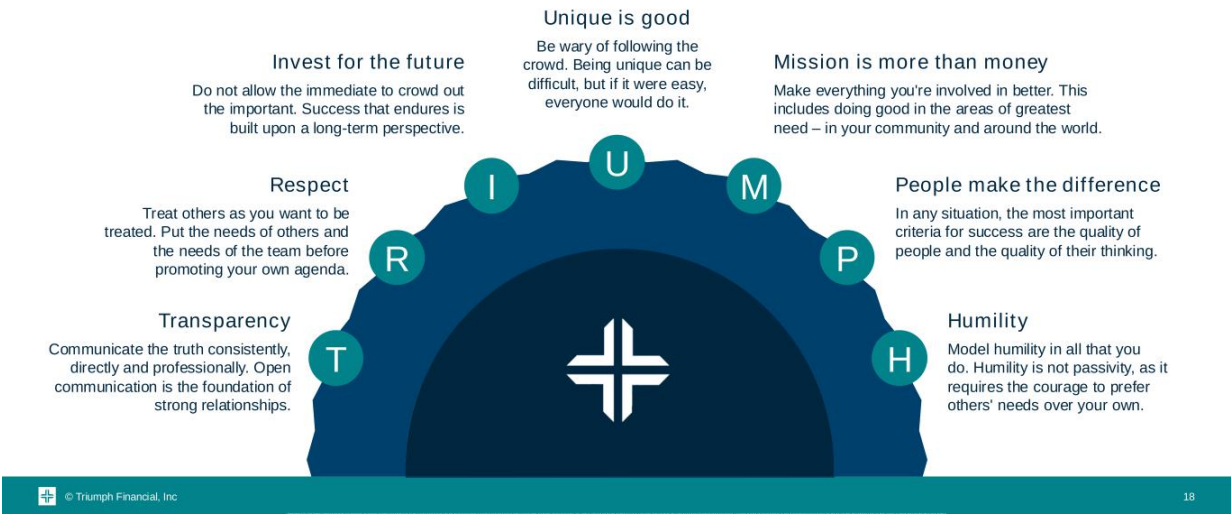 Unique is good
Be wary of following the
crowd. Being unique can be
difficult, but if it were easy,
everyone would do it.
Invest for the future
Do not allow the immediate to crowd out
the important. Success that endures is
built upon a long-term perspective.
Mission is more than money
Make everything you're involved in better. This
includes doing good in the areas of greatest
need – in your community and around the world.
Respect
Treat others as you want to be
treated. Put the needs of others and
the needs of the team before
promoting your own agenda.
People make the difference
In any situation, the most important
criteria for success are the quality of
people and the quality of their thinking.
Transparency
Communicate the truth consistently,
directly and professionally. Open
communication is the foundation of
strong relationships.
Humility
Model humility in all that you
do. Humility is not passivity, as it
requires the courage to prefer
others' needs over your own.
T
R
I
U
M
P
H
© Triumph Financial, Inc
18